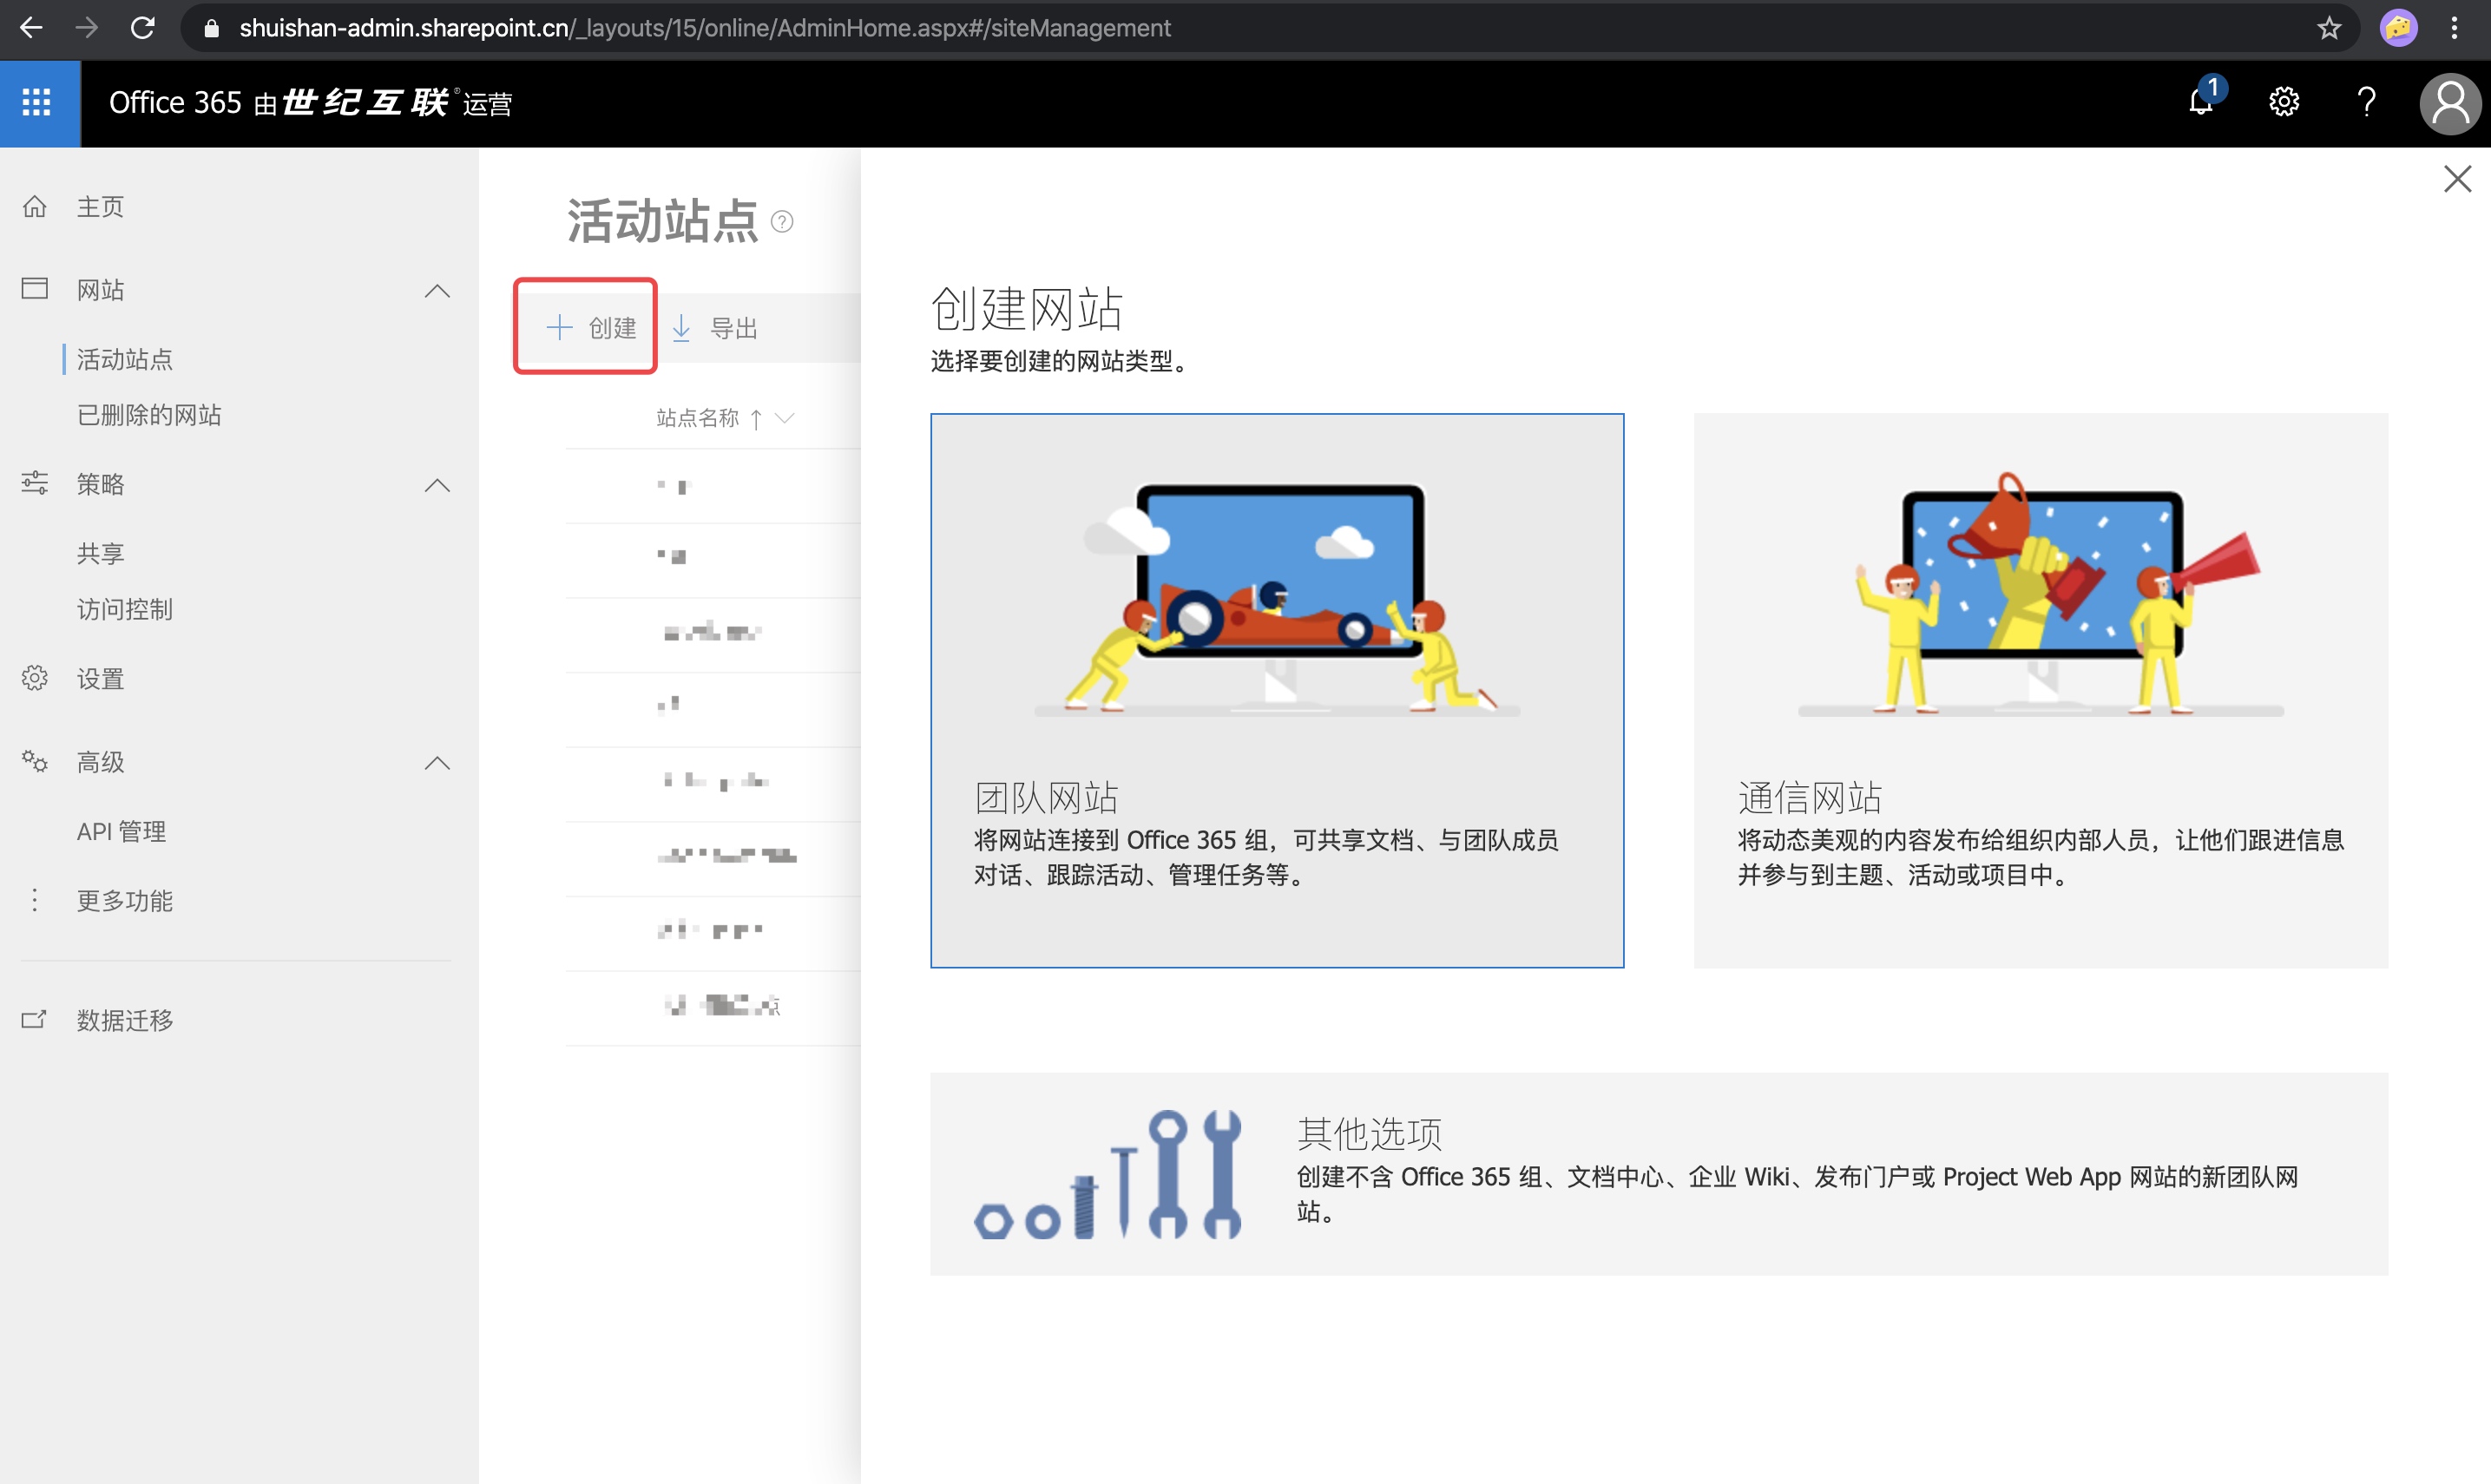 shuishan-admin.sharepoint.cn/_layouts/15/online/AdminHome.aspx#/siteManagement
Office 365 由世纪互联®运营
1
主页
网站
活动站点
已删除的网站
策略
共享
访问控制
设置
高级
API 管理
更多功能
数据迁移
活动站点
创建
导出
站点名称
创建网站
选择要创建的网站类型。
团队网站
将网站连接到 Office 365 组，可共享文档、与团队成员
对话、跟踪活动、管理任务等。
通信网站
将动态美观的内容发布给组织内部人员，让他们跟进信息
并参与到主题、活动或项目中。
其他选项
创建不含 Office 365 组、文档中心、企业 Wiki、发布门户或 Project Web App 网站的新团队网
站。